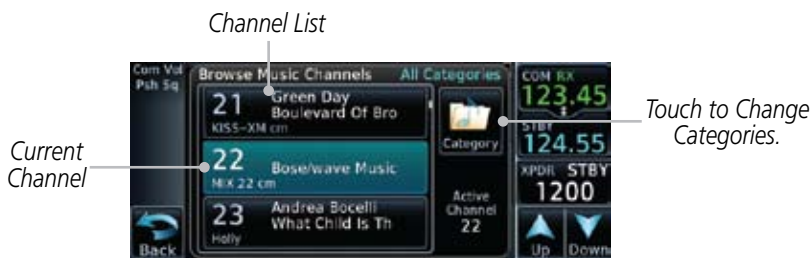 Channel List
Com Vol
Psh Sq
Browse Music Channels All Categories
COM RX
123.45
21 Green Day
Boulevard Of Bro
KISS-XM cm
Touch to Change
Categories.
STBY
124.55
Category
Current
Channel
22 Bose/wave Music
MIX 22 cm
XPDR STBY
1200
Active
Channel
22
23 Andrea Bocelli
What Child Is Th
Holly
Back
Up Down